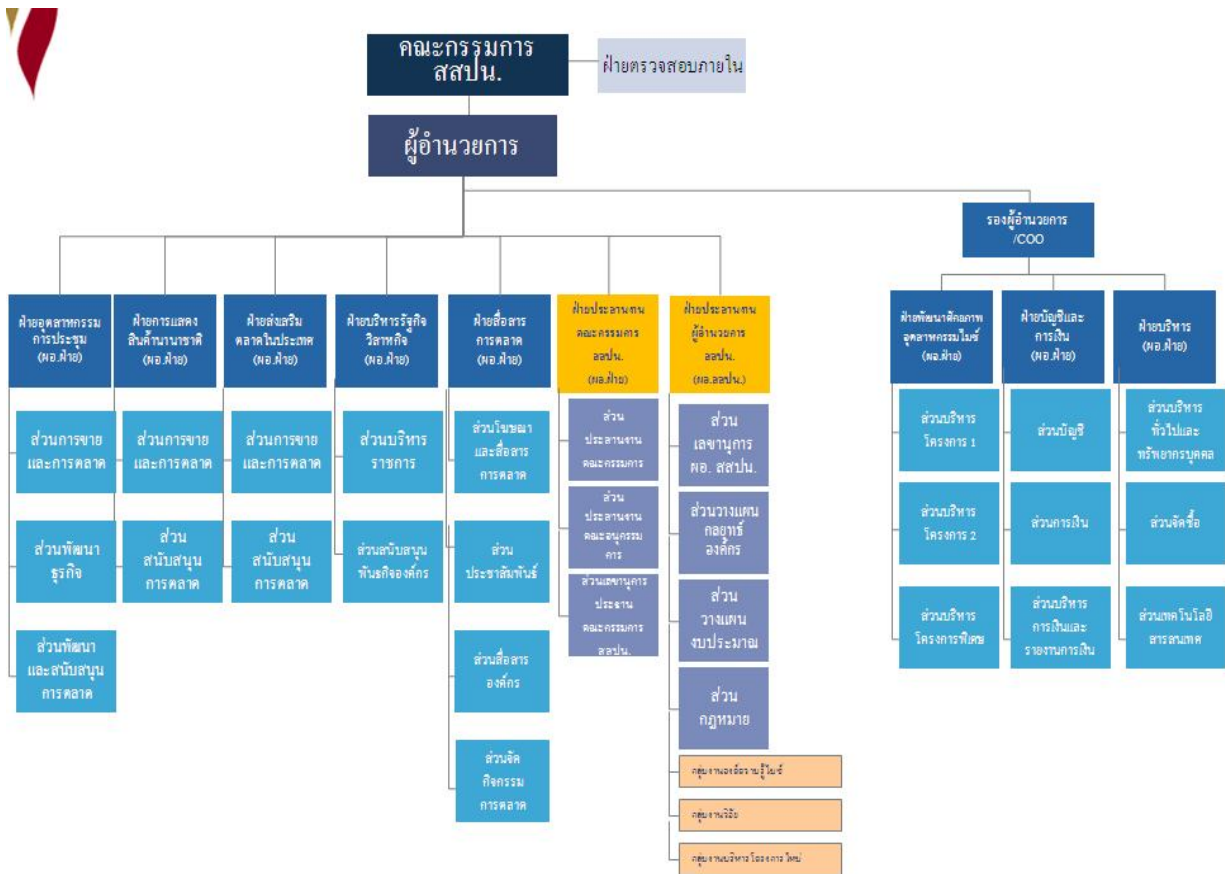 คณะกรรมการ
สสปน.
ฝ่ายตรวจสอบภายใน
ผู้อำนวยการ
รองผู้อำนวยการ
/COO
ฝ่ายอุตสาหกรรม
การประชุม
(ผอ.ฝ่าย)
ส่วนการขาย
และการตลาด
ส่วนพัฒนา
ธุรกิจ
ส่วนพัฒนา
และสนับสนุน
การตลาด
ฝ่ายการแสดง
สินค้านานาชาติ
(ผอ.ฝ่าย)
ส่วนการขาย
และการตลาด
ส่วน
สนับสนุน
การตลาด
ฝ่ายส่งเสริม
ตลาดในประเทศ
(ผอ.ฝ่าย)
ส่วนการขาย
และการตลาด
ส่วน
สนับสนุน
การตลาด
ฝ่ายบริหารรัฐกิจ
วิสาหกิจ
(ผอ.ฝ่าย)
ส่วนบริหาร
ราชการ
ส่วนสนับสนุน
พันธกิจองค์กร
ฝ่ายสื่อสาร
การตลาด
(ผอ.ฝ่าย)
ส่วนโฆษณา
และสื่อสาร
การตลาด
ส่วน
ประชาสัมพันธ์
ส่วนสื่อสาร
องค์กร
ส่วนจัด
กิจกรรม
การตลาด
ฝ่ายประสานงาน
คณะกรรมการ
สสปน.
(ผอ.ฝ่าย)
ส่วน
ประสานงาน
คณะกรรมการ
ส่วน
ประสานงาน
คณะอนุกรรม
การ
ส่วนเลขานุการ
ประธาน
คณะกรรมการ
สสปน.
ฝ่ายประสานงาน
ผู้อำนวยการ
สสปน.
(ผอ.สสปน.)
ส่วน
เลขานุการ
ผอ. สสปน.
ส่วนวางแผน
กลยุทธ์
องค์กร
ส่วน
วางแผน
งบประมาณ
ส่วน
กฎหมาย
กลุ่มงานองค์ความรู้ไมซ์
กลุ่มงานวิจัย
กลุ่มงานบริหารโครงการใหม่
ฝ่ายพัฒนาศักยภาพ
อุตสาหกรรมไมซ์
(ผอ.ฝ่าย)
ส่วนบริหาร
โครงการ 1
ส่วนบริหาร
โครงการ 2
ส่วนบริหาร
โครงการพิเศษ
ฝ่ายบัญชีและ
การเงิน
(ผอ.ฝ่าย)
ส่วนบัญชี
ส่วนการเงิน
ส่วนบริหาร
การเงินและ
รายงานการเงิน
ฝ่ายบริหาร
(ผอ.ฝ่าย)
ส่วนบริหาร
ทั่วไปและ
ทรัพยากรบุคคล
ส่วนจัดซื้อ
ส่วนเทคโนโลยี
สารสนเทศ